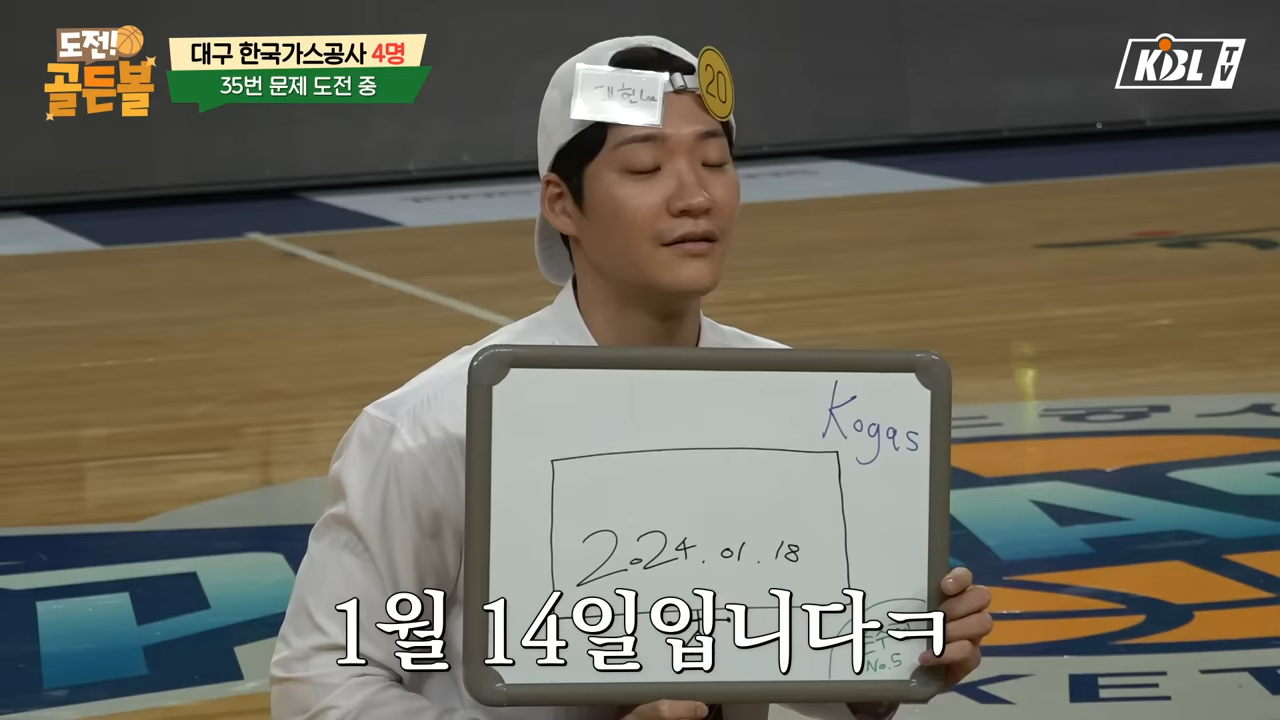 도전!
골든볼
대구 한국가스공사 4명
35번 문제 도전 중
KBL TV
20
Kogas
2024.01.18
No.5
1월 14일입니다ㅋ